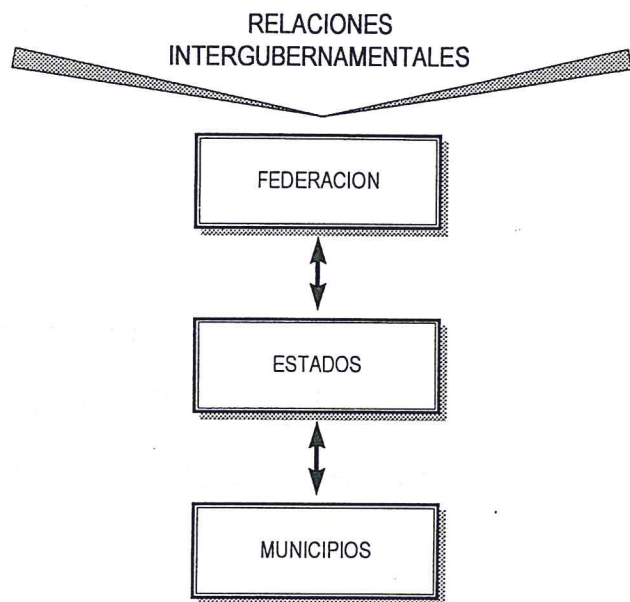 RELACIONES
INTERGUBERNAMENTALES
FEDERACION
ESTADOS
MUNICIPIOS